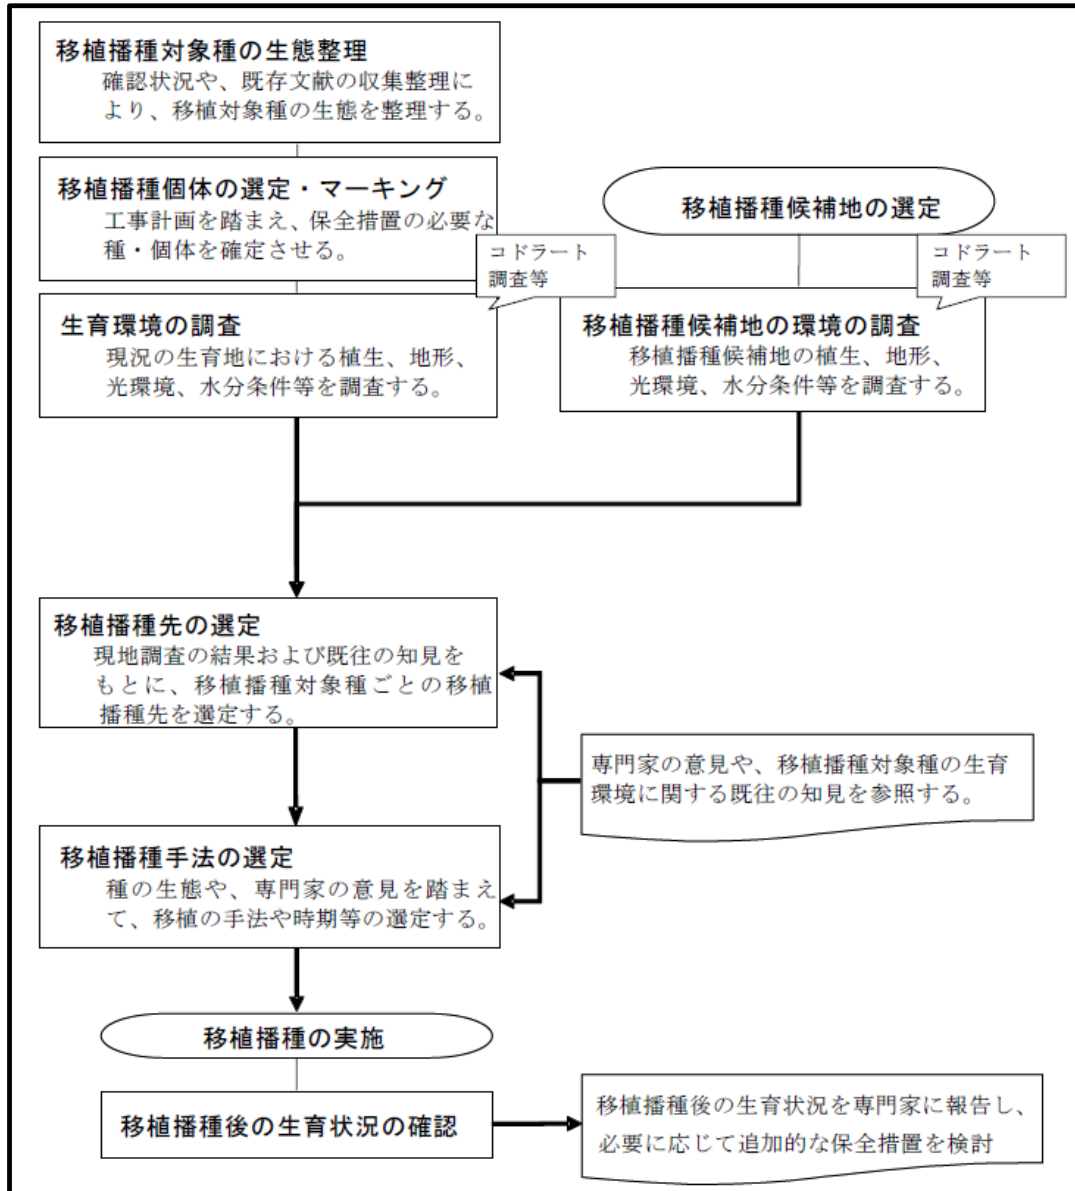 移植播種対象種の生態整理
確認状況や、既存文献の収集整理に
より、移植対象種の生態を整理する。
移植播種個体の選定・マーキング
工事計画を踏まえ、保全措置の必要な
種・個体を確定させる。
コドラート
調査等
生育環境の調査
現況の生育地における植生、地形、
光環境、水分条件等を調査する。
移植播種候補地の選定
コドラート
調査等
移植播種候補地の環境の調査
移植播種候補地の植生、地形、
光環境、水分条件等を調査する。
移植播種先の選定
現地調査の結果および既往の知見を
もとに、移植播種対象種ごとの移植
播種先を選定する。
専門家の意見や、移植播種対象種の生育
環境に関する既往の知見を参照する。
移植播種手法の選定
種の生態や、専門家の意見を踏まえ
て、移植の手法や時期等の選定する。
移植播種の実施
移植播種後の生育状況の確認
移植播種後の生育状況を専門家に報告し、
必要に応じて追加的な保全措置を検討